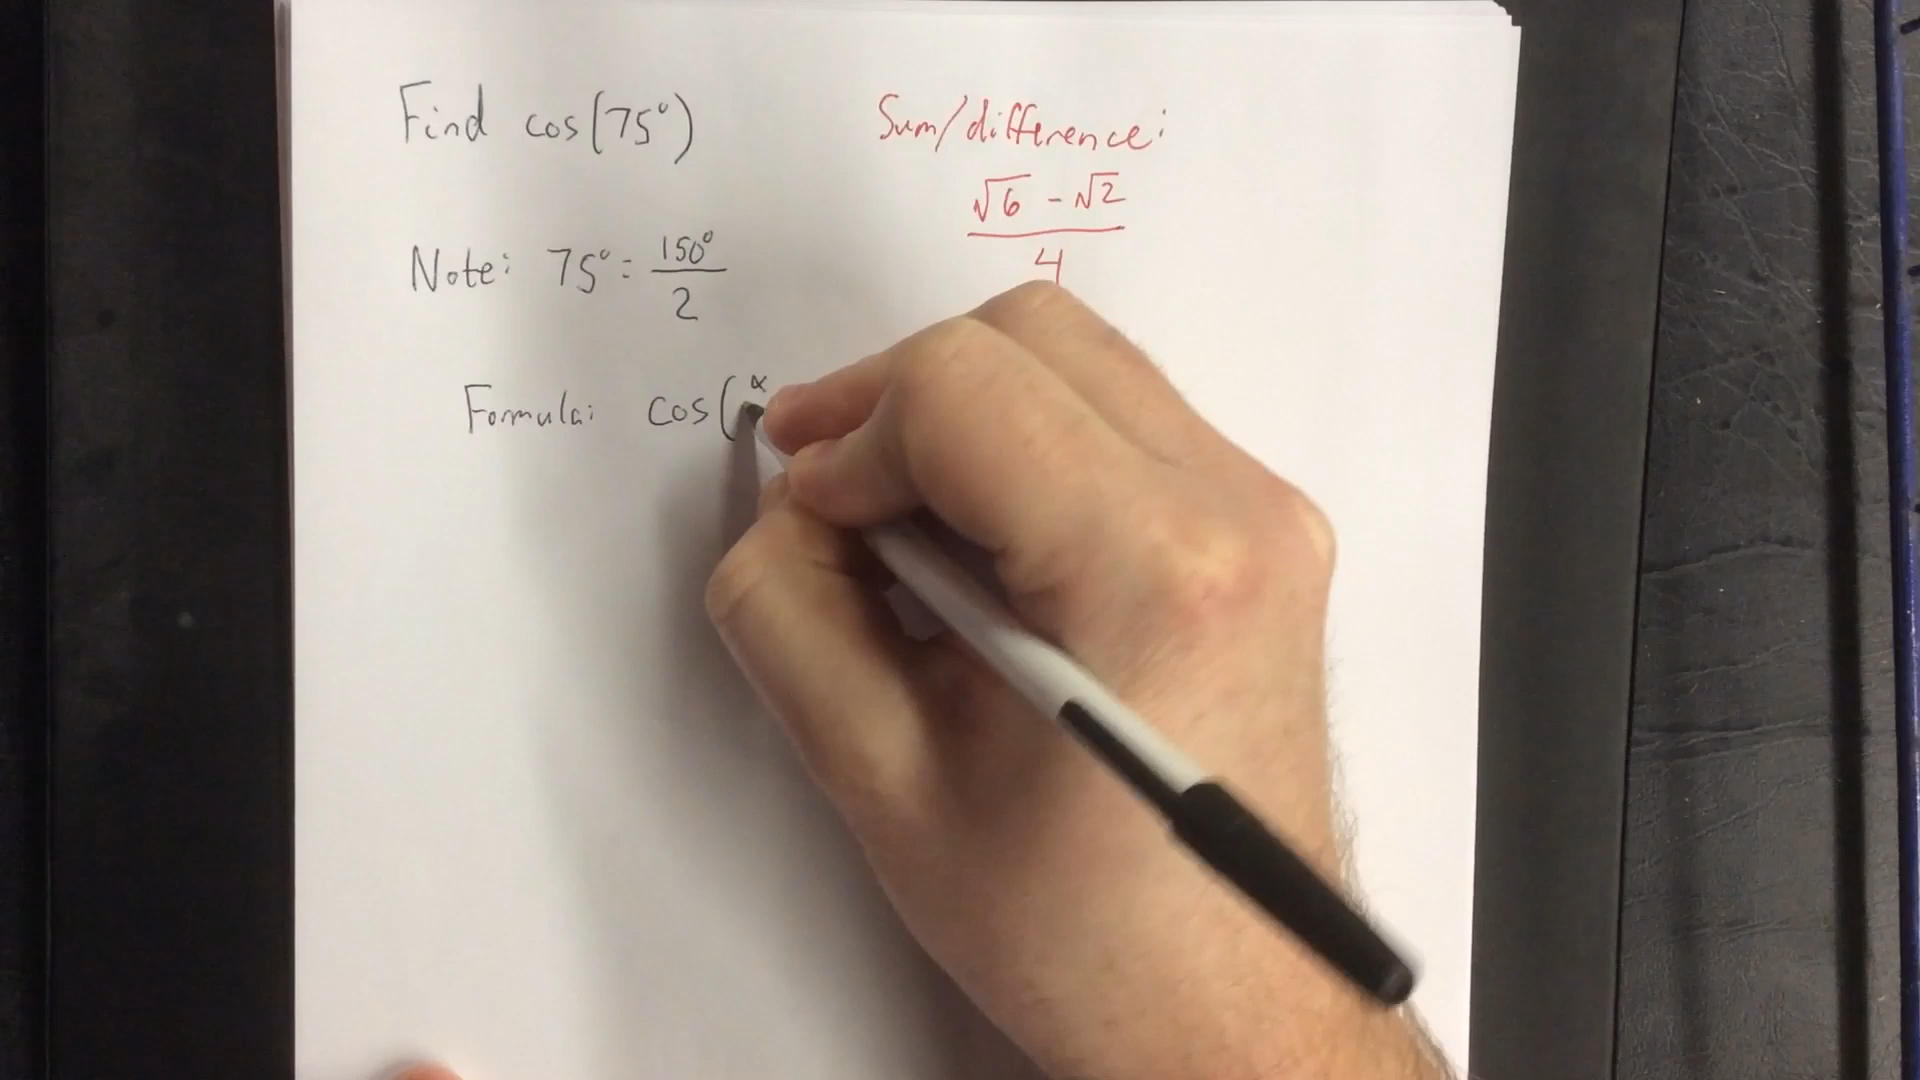 Find cos(75°)
Note: 75° = 150°/2
Formula: cos(α
Sum/difference:
√6 - √2
4